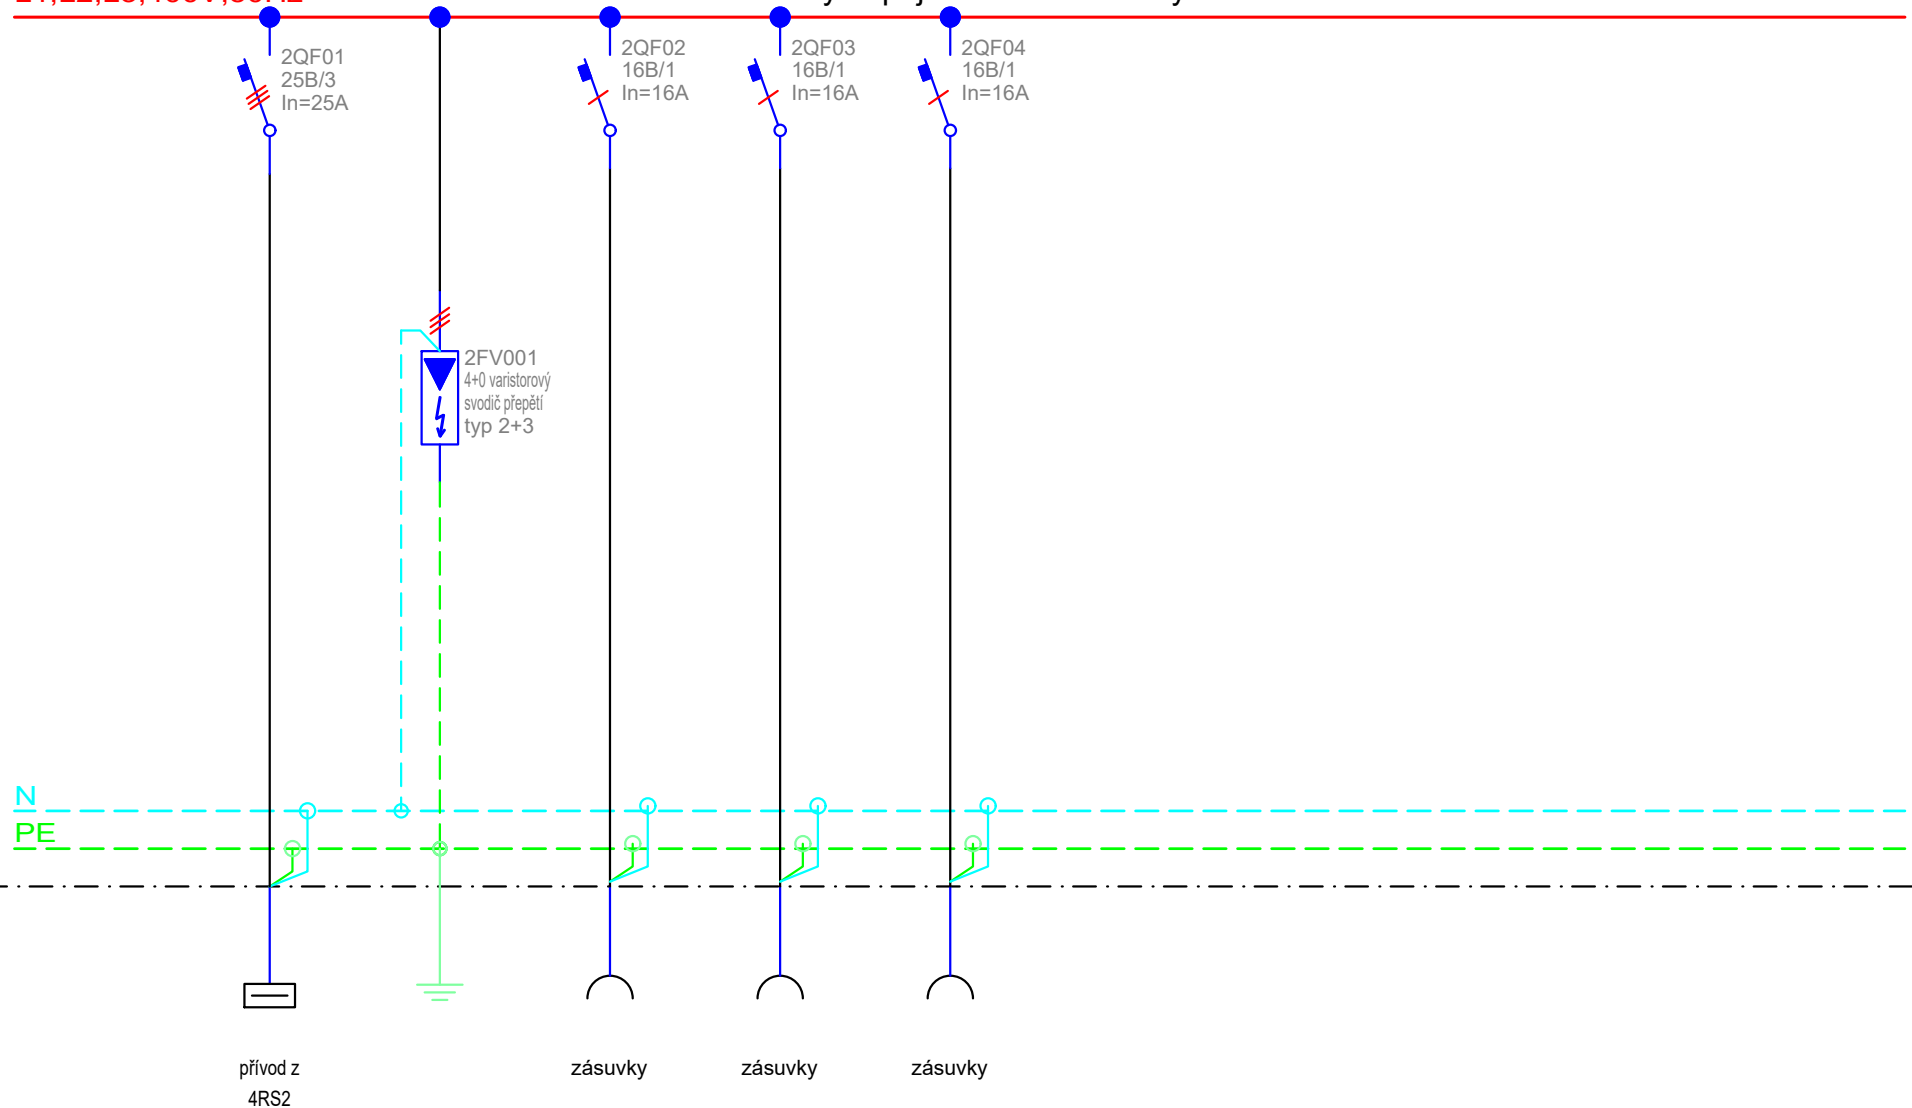 2QF01
25B/3
In=25A
2QF02
16B/1
In=16A
2QF03
16B/1
In=16A
2QF04
16B/1
In=16A
2FV001
4+0 varistorový
svodič přepětí
typ 2+3
N
PE
přívod z
4RS2
zásuvky
zásuvky
zásuvky